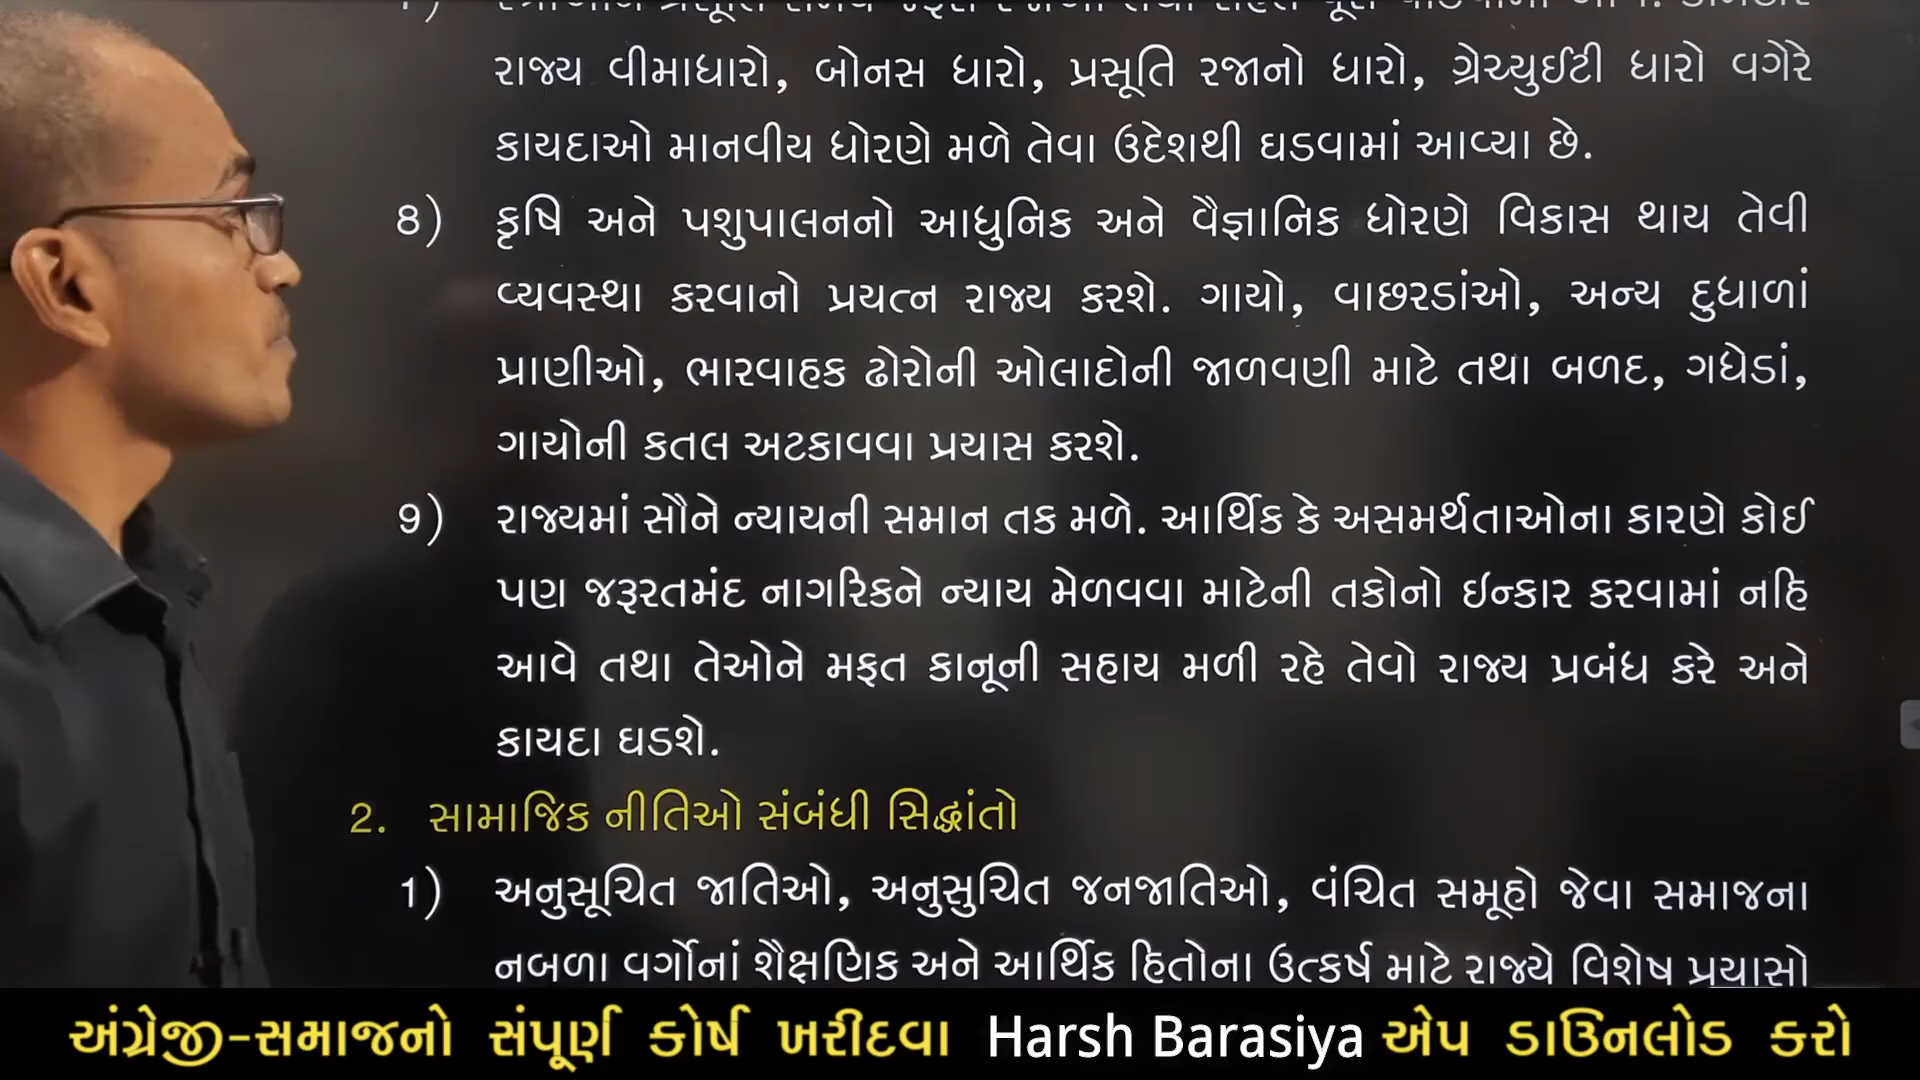 રાજ્ય વીમાધારો, બોનસ ધારો, પ્રસૂતિ રજાનો ધારો, ગ્રેચ્યુઈટી ધારો વગેરે
કાયદાઓ માનવીય ધોરણે મળે તેવા ઉદેશથી ઘડવામાં આવ્યા છે.
8) કૃષિ અને પશુપાલનનો આધુનિક અને વૈજ્ઞાનિક ધોરણે વિકાસ થાય તેવી
વ્યવસ્થા કરવાનો પ્રયત્ન રાજ્ય કરશે. ગાયો, વાછરડાંઓ, અન્ય દુધાળાં
પ્રાણીઓ, ભારવાહક ઢોરોની ઓલાદોની જાળવણી માટે તથા બળદ, ગધેડાં,
ગાયોની કતલ અટકાવવા પ્રયાસ કરશે.
9) રાજ્યમાં સૌને ન્યાયની સમાન તક મળે. આર્થિક કે અસમર્થતાઓના કારણે કોઈ
પણ જરૂરતમંદ નાગરિકને ન્યાય મેળવવા માટેની તકોનો ઈન્કાર કરવામાં નહિ
આવે તથા તેઓને મફત કાનૂની સહાય મળી રહે તેવો રાજ્ય પ્રબંધ કરે અને
કાયદા ઘડશે.
2. સામાજિક નીતિઓ સંબંધી સિદ્ધાંતો
1) અનુસૂચિત જાતિઓ, અનુસુચિત જનજાતિઓ, વંચિત સમૂહો જેવા સમાજના
નબળા વર્ગોનાં શૈક્ષણિક અને આર્થિક હિતોના ઉત્કર્ષ માટે રાજ્યે વિશેષ પ્રયાસો
અંગ્રેજી-સમાજનો સંપૂર્ણ કોર્ષ ખરીદવા Harsh Barasiya એપ ડાઉનલોડ કરો